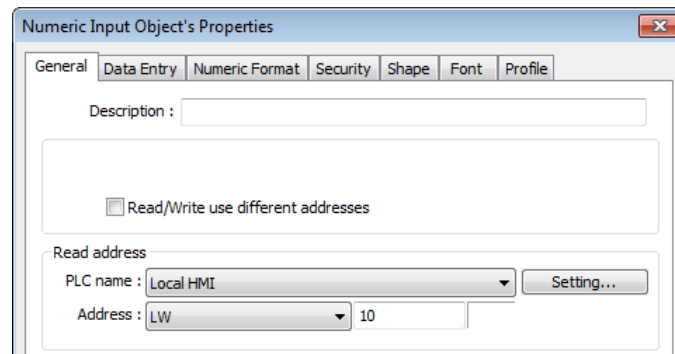 Numeric Input Object's Properties
General Data Entry Numeric Format Security Shape Font Profile
Description :
Read/Write use different addresses
Read address
PLC name : Local HMI Setting...
Address : LW 10